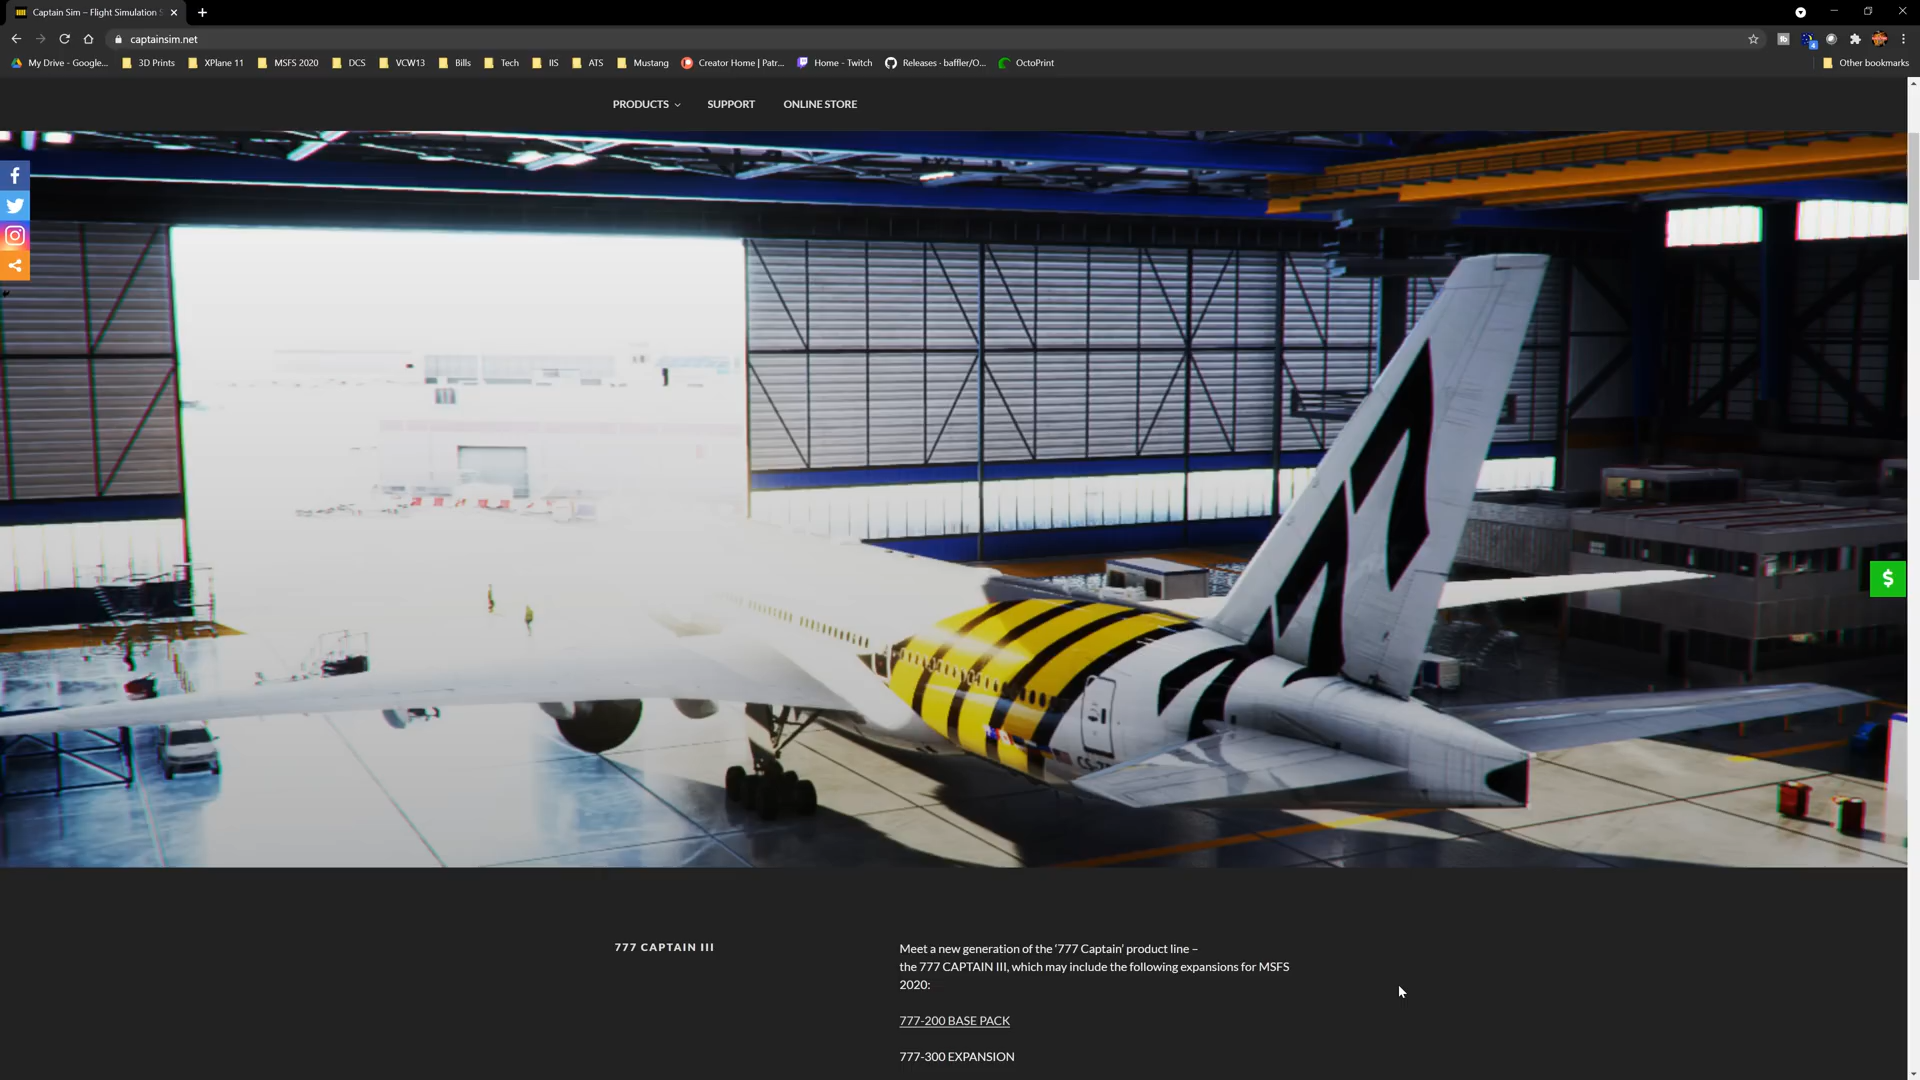 Captain Sim – Flight Simulation S
captainsim.net
My Drive - Google...
3D Prints
XPlane 11
MSFS 2020
DCS
VCW13
Bills
Tech
IIS
ATS
Mustang
Creator Home | Patr...
Home - Twitch
Releases · baffler/O...
OctoPrint
Other bookmarks
PRODUCTS
SUPPORT
ONLINE STORE
$
777 CAPTAIN III
Meet a new generation of the ‘777 Captain’ product line –
the 777 CAPTAIN III, which may include the following expansions for MSFS
2020:
777-200 BASE PACK
777-300 EXPANSION